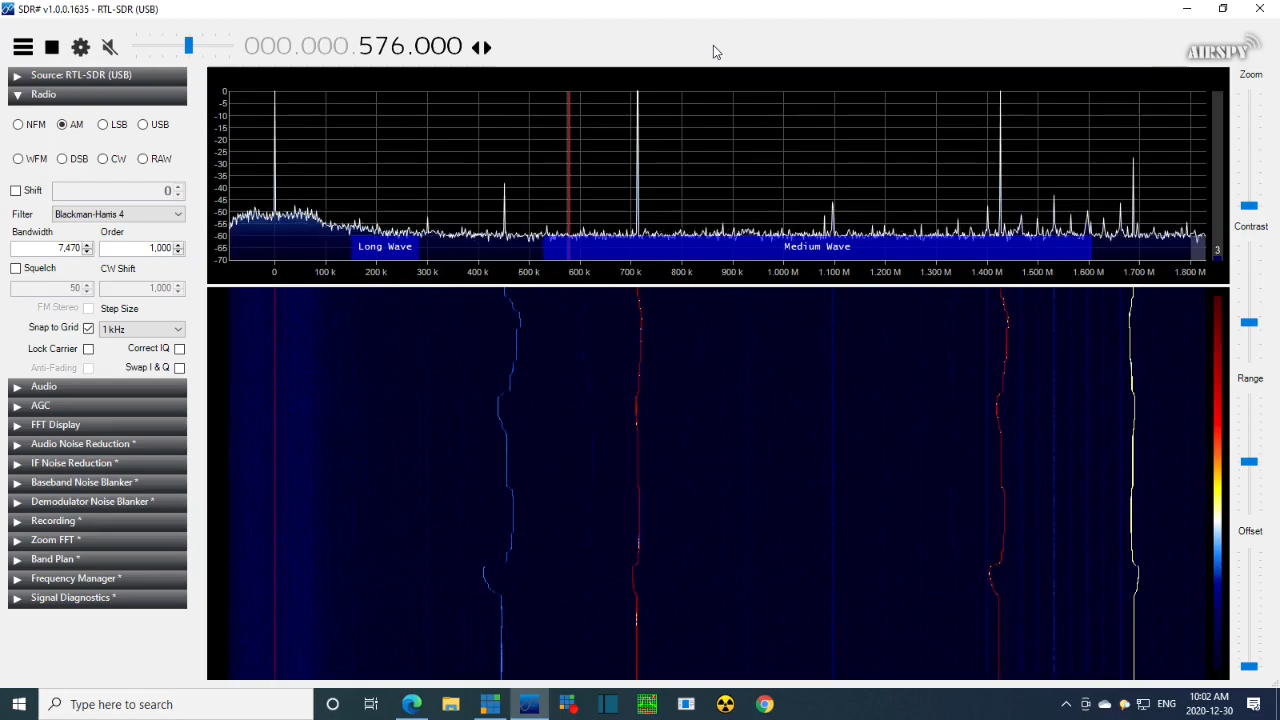 SDR# v1.0.0.1635 - RTL-SDR (USB)
000.000.576.000
AIRSPY
Source: RTL-SDR (USB)
Radio
NFM AM LSB USB
WFM DSB CW RAW
Shift 0
Filter Blackman-Harris 4
Bandwidth Order
7,470 1,000
Squelch CW Shift
50 1,000
FM Stereo Step Size
Snap to Grid 1 kHz
Lock Carrier Correct IQ
Anti-Fading Swap I & Q
Audio
AGC
FFT Display
Audio Noise Reduction *
IF Noise Reduction *
Baseband Noise Blanker *
Demodulator Noise Blanker *
Recording *
Zoom FFT *
Band Plan *
Frequency Manager *
Signal Diagnostics *
0
-5
-10
-15
-20
-25
-30
-35
-40
-45
-50
-55
-60
-65
-70
Long Wave Medium Wave
3
0 100 k 200 k 300 k 400 k 500 k 600 k 700 k 800 k 900 k 1.000 M 1.100 M 1.200 M 1.300 M 1.400 M 1.500 M 1.600 M 1.700 M 1.800 M
Zoom
Contrast
Range
Offset
Type here to search
ENG
10:02 AM
2020-12-30